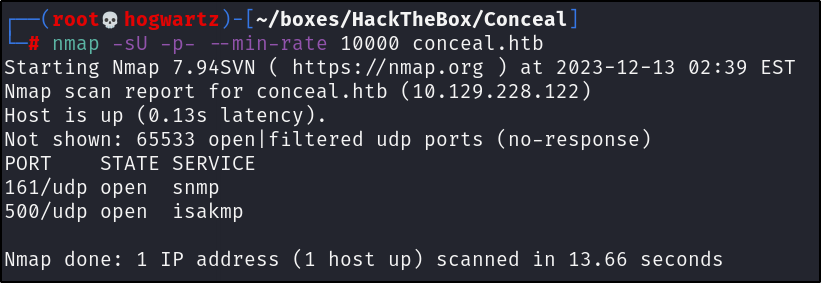 ┌──(root💀hogwartz)-[~/boxes/HackTheBox/Conceal]
└─# nmap -sU -p- --min-rate 10000 conceal.htb
Starting Nmap 7.94SVN ( https://nmap.org ) at 2023-12-13 02:39 EST
Nmap scan report for conceal.htb (10.129.228.122)
Host is up (0.13s latency).
Not shown: 65533 open|filtered udp ports (no-response)
PORT    STATE SERVICE
161/udp open  snmp
500/udp open  isakmp
Nmap done: 1 IP address (1 host up) scanned in 13.66 seconds